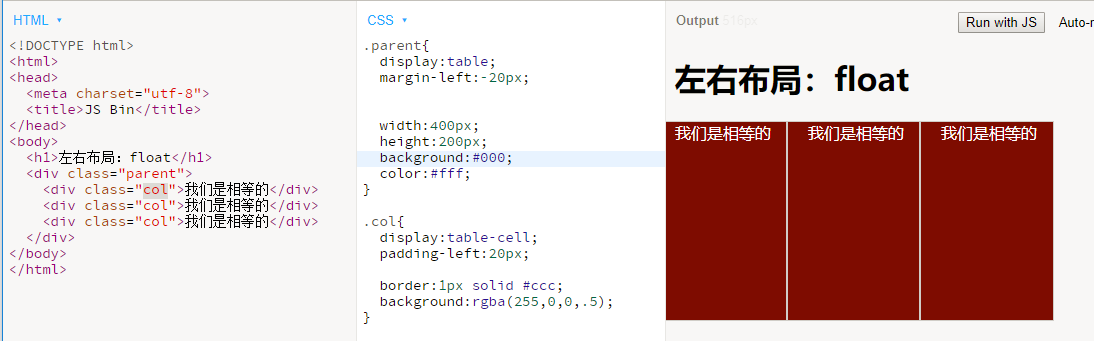 HTML ▾
<!DOCTYPE html>
<html>
<head>
<meta charset="utf-8">
<title>JS Bin</title>
</head>
<body>
<h1>左右布局：float</h1>
<div class="parent">
<div class="col">我们是相等的</div>
<div class="col">我们是相等的</div>
<div class="col">我们是相等的</div>
</div>
</body>
</html>
CSS ▾
.parent{
display:table;
margin-left:-20px;
width:400px;
height:200px;
background:#000;
color:#fff;
}
.col{
display:table-cell;
padding-left:20px;
border:1px solid #ccc;
background:rgba(255,0,0,.5);
}
Output 516px
Run with JS
左右布局：float
我们是相等的 我们是相等的 我们是相等的